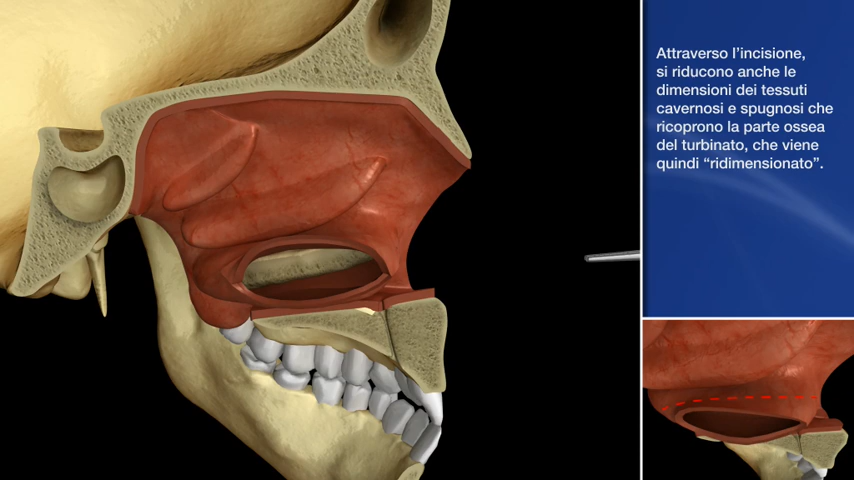 Attraverso l’incisione,
si riducono anche le
dimensioni dei tessuti
cavernosi e spugnosi che
ricoprono la parte ossea
del turbinato, che viene
quindi “ridimensionato”.